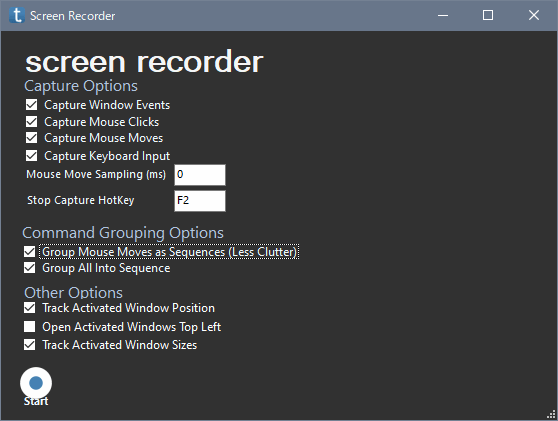 Screen Recorder
screen recorder
Capture Options
Capture Window Events
Capture Mouse Clicks
Capture Mouse Moves
Capture Keyboard Input
Mouse Move Sampling (ms) 0
Stop Capture HotKey F2
Command Grouping Options
Group Mouse Moves as Sequences (Less Clutter)
Group All Into Sequence
Other Options
Track Activated Window Position
Open Activated Windows Top Left
Track Activated Window Sizes
Start